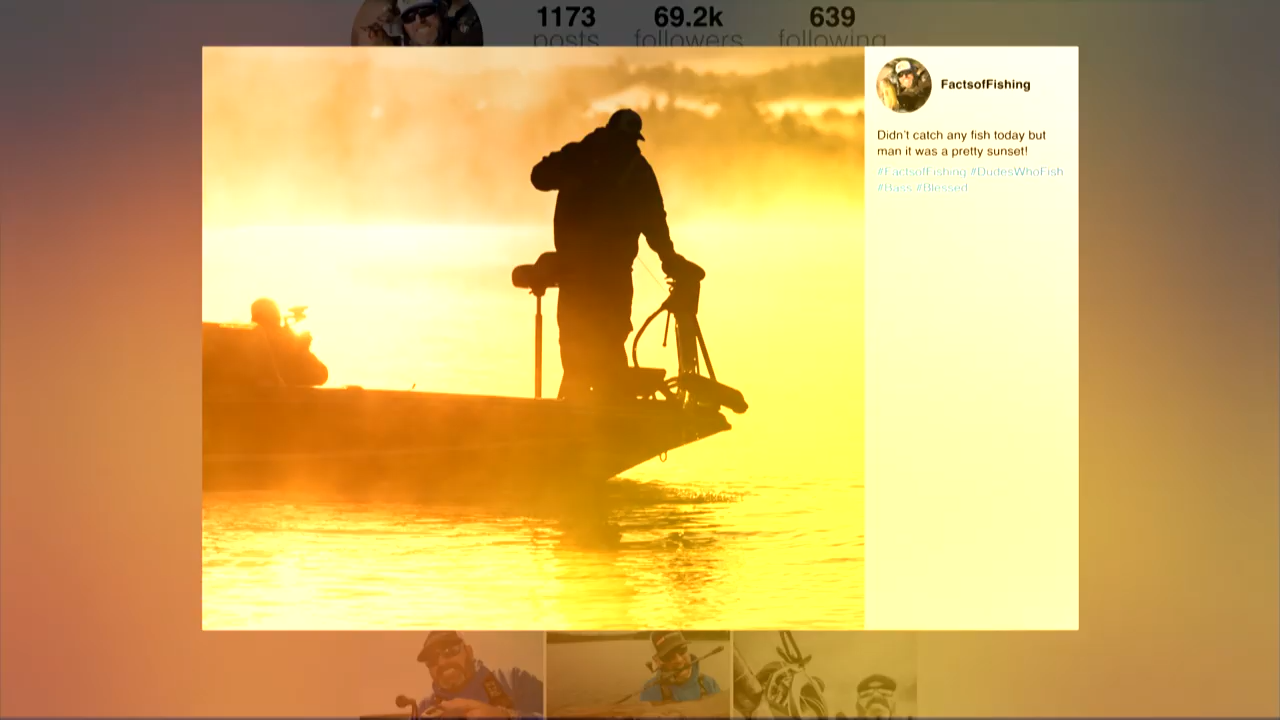 1173 69.2k 639
posts followers following
FactsofFishing
Didn't catch any fish today but
man it was a pretty sunset!
#FactsofFishing #DudesWhoFish
#Bass #Blessed